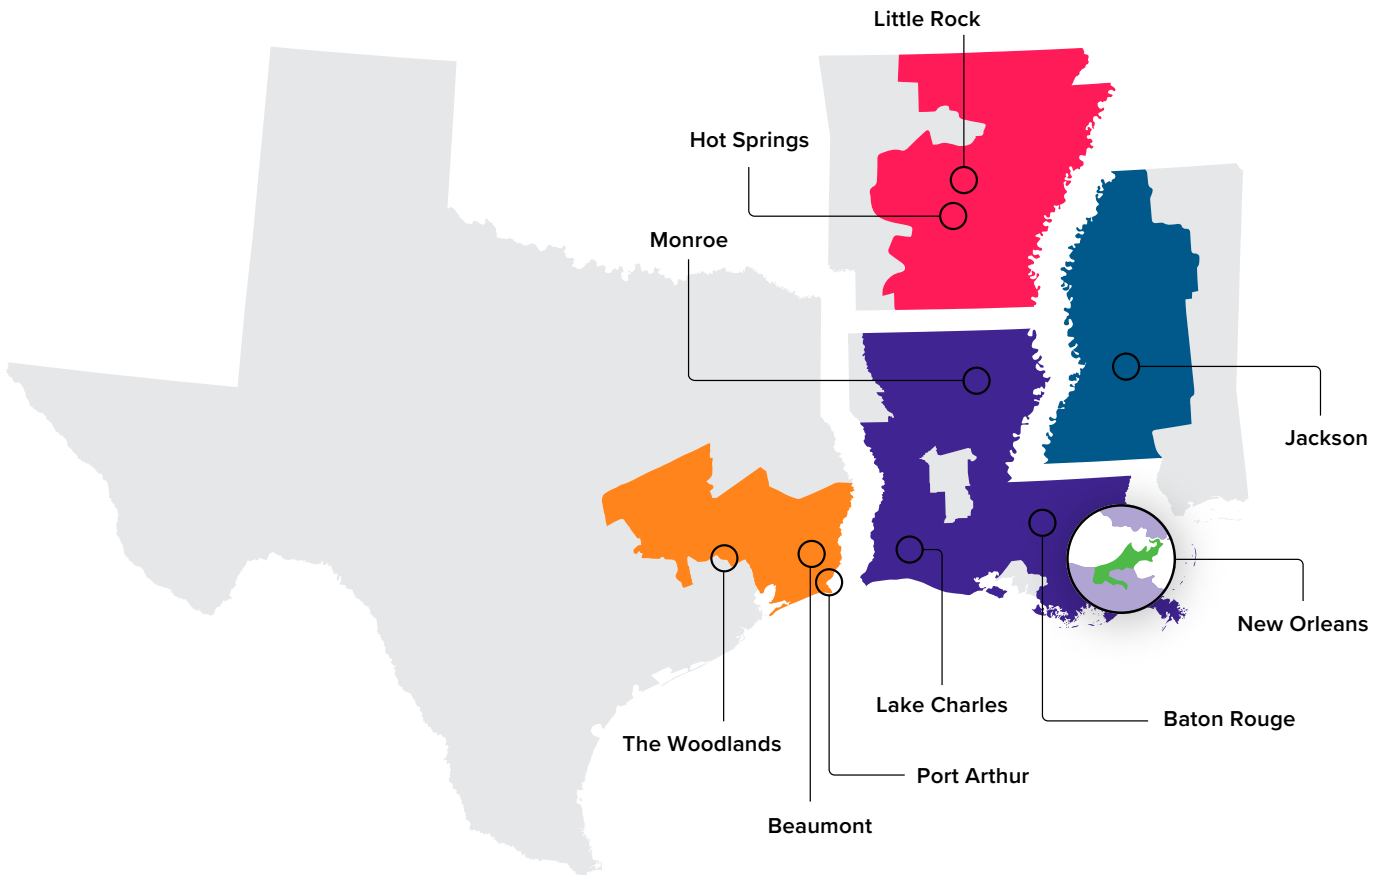 Little Rock
Hot Springs
Monroe
Jackson
New Orleans
Lake Charles
Baton Rouge
The Woodlands
Port Arthur
Beaumont